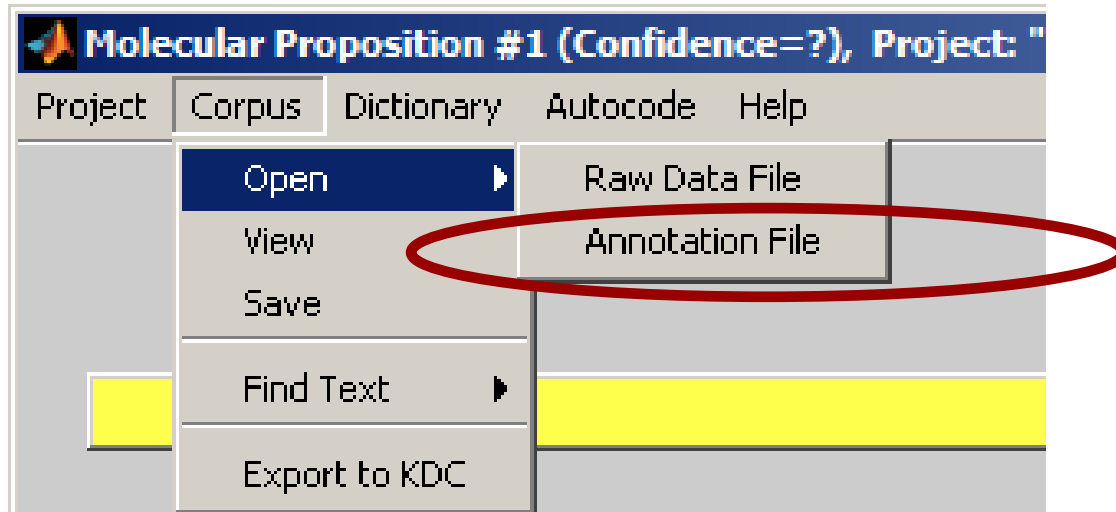 Molecular Proposition #1 (Confidence=?), Project: "
Project Corpus Dictionary Autocode Help
Open Raw Data File
View Annotation File
Save
Find Text
Export to KDC